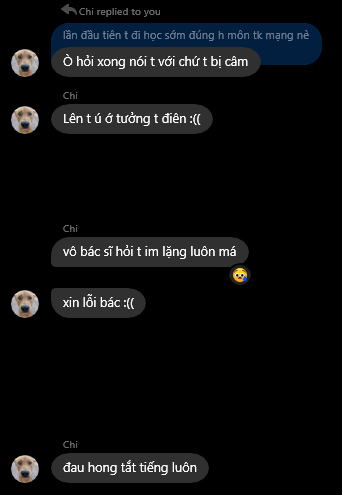 Chi replied to you
lần đầu tiên t đi học sớm đúng h môn tk mạng nè
Ò hỏi xong nói t với chứ t bị câm
Chi
Lên t ú ớ tưởng t điên :((
Chi
vô bác sĩ hỏi t im lặng luôn má
xin lỗi bác :((
Chi
đau hong tắt tiếng luôn